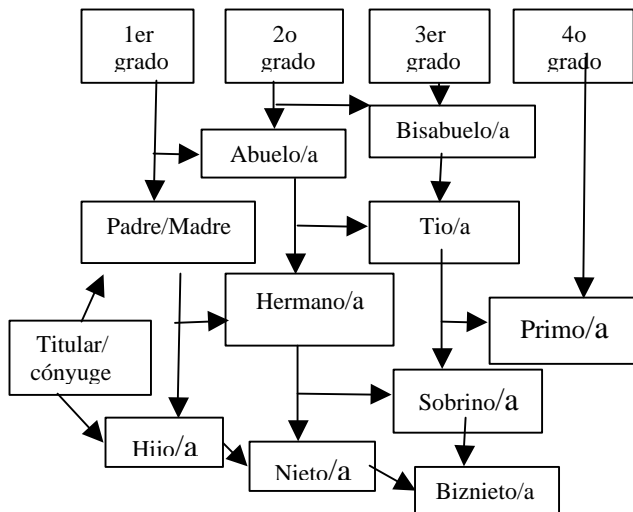 1er
grado
2o
grado
3er
grado
4o
grado
Bisabuelo/a
Abuelo/a
Padre/Madre
Tio/a
Hermano/a
Primo/a
Titular/
cónyuge
Sobrino/a
Hijo/a
Nieto/a
Biznieto/a